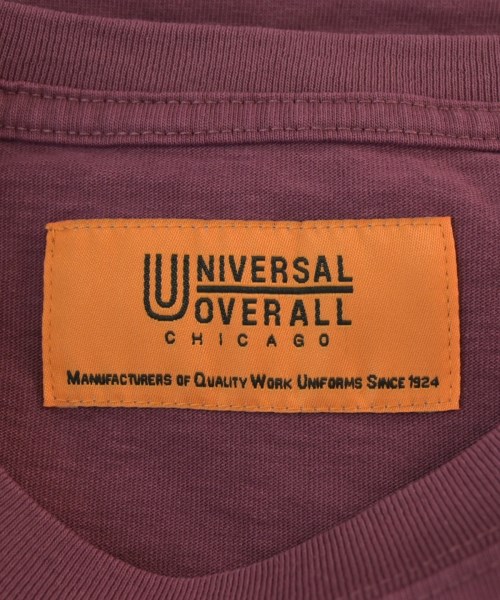 UNIVERSAL
OVERALL
CHICAGO
MANUFACTURERS OF QUALITY WORK UNIFORMS SINCE 1924